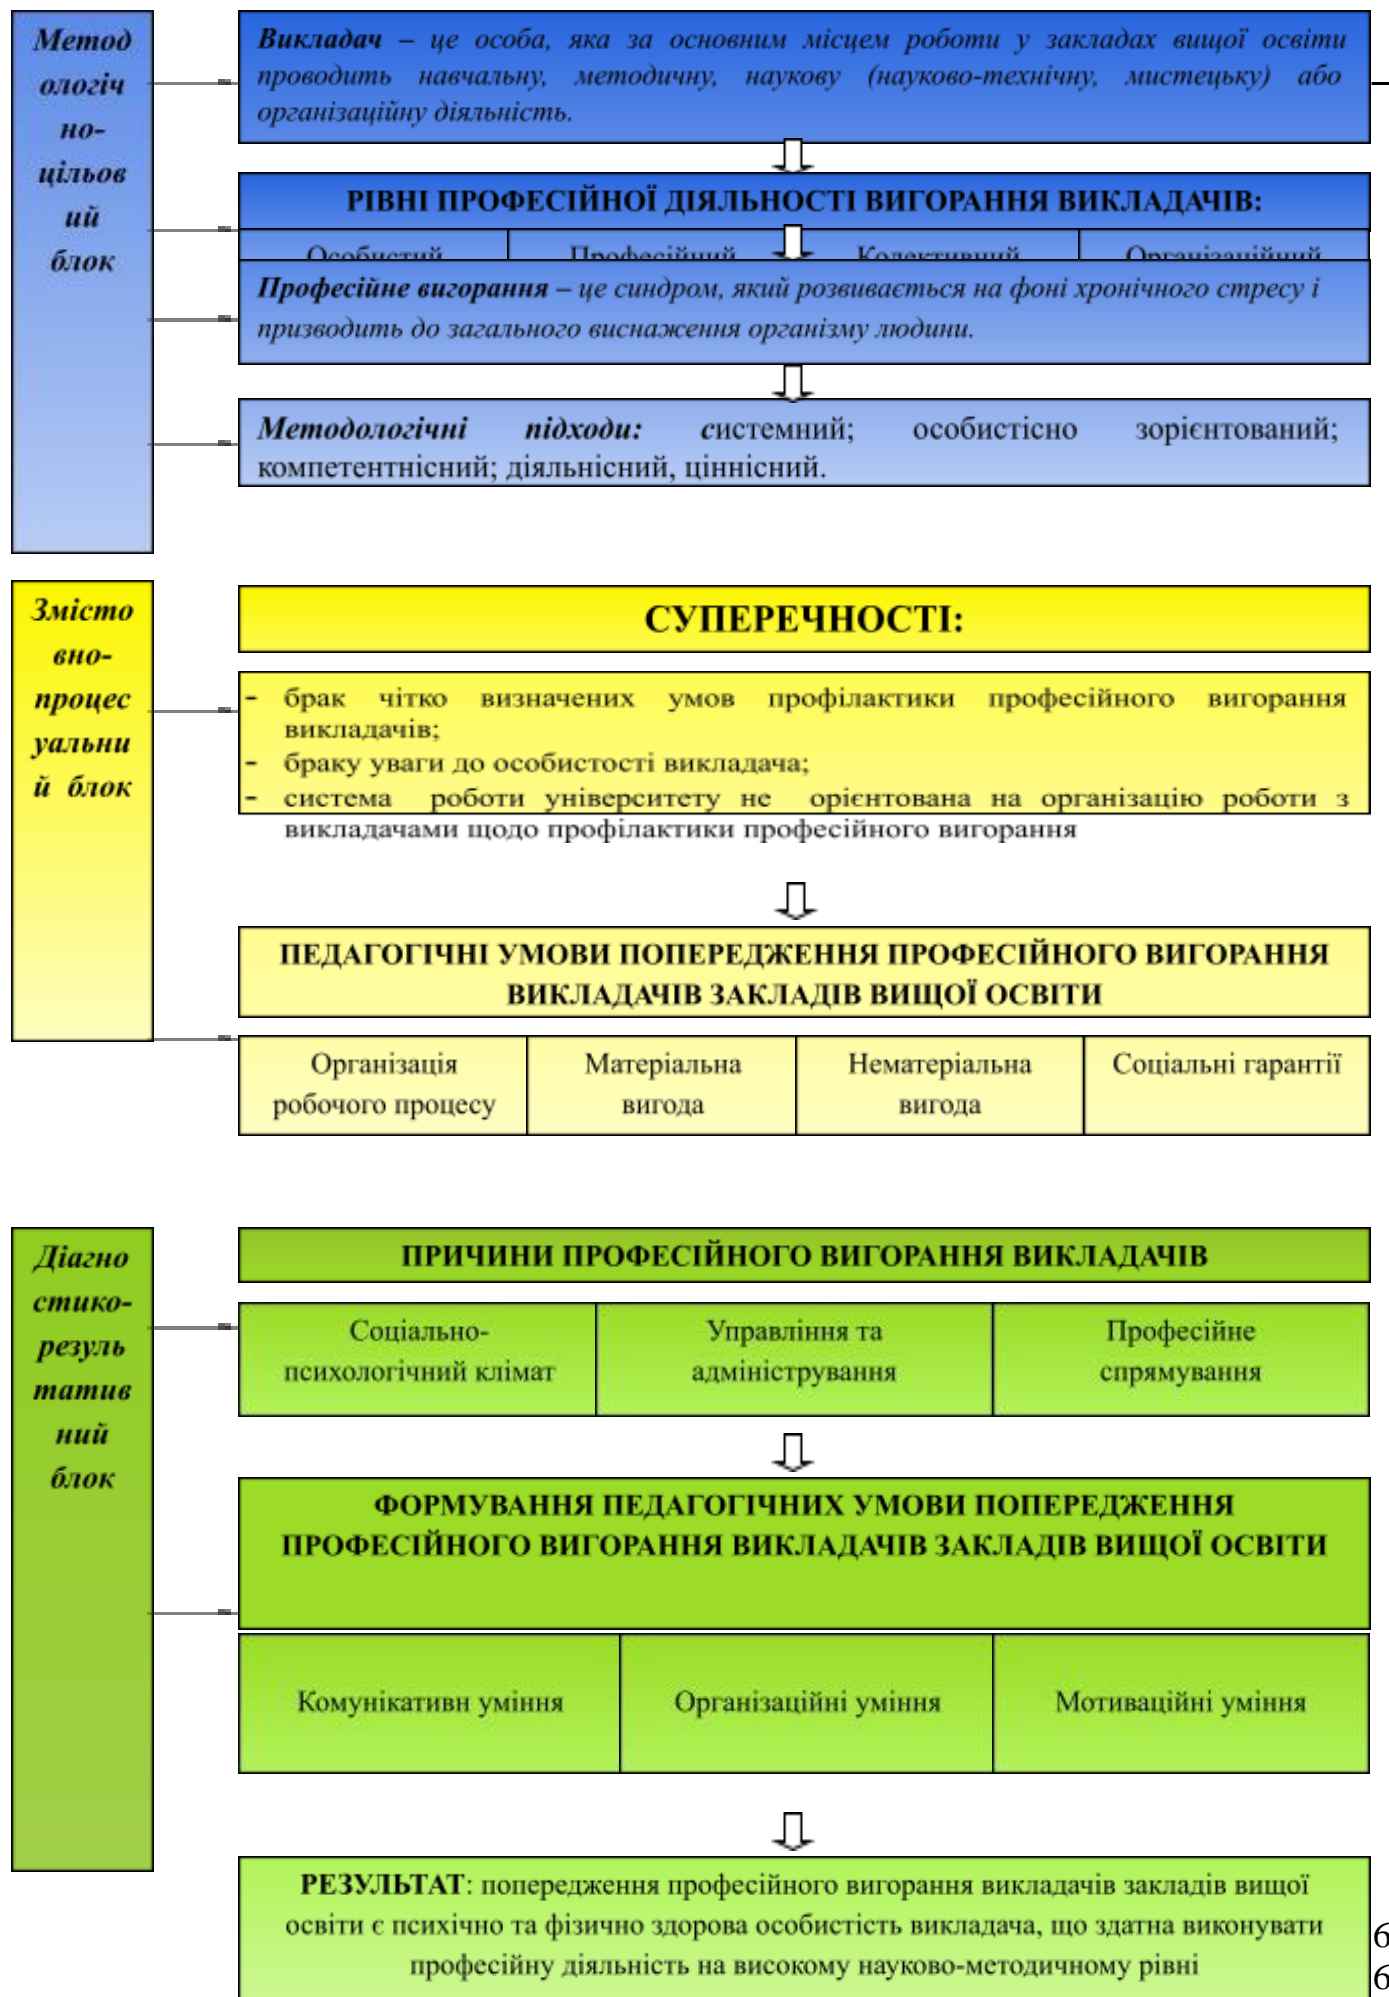 Метод
ологіч
но-
цільов
ий
блок
Викладач – це особа, яка за основним місцем роботи у закладах вищої освіти
проводить навчальну, методичну, наукову (науково-технічну, мистецьку) або
організаційну діяльність.
РІВНІ ПРОФЕСІЙНОЇ ДІЯЛЬНОСТІ ВИГОРАННЯ ВИКЛАДАЧІВ:
Особистий
Професійний
Колективний
Організаційний
Професійне вигорання – це синдром, який розвивається на фоні хронічного стресу і
призводить до загального виснаження організму людини.
Методологічні підходи: системний; особистісно зорієнтований;
компетентнісний; діяльнісний, ціннісний.
Змісто
вно-
процес
уальни
й блок
СУПЕРЕЧНОСТІ:
- брак чітко визначених умов профілактики професійного вигорання
викладачів;
- браку уваги до особистості викладача;
- система роботи університету не орієнтована на організацію роботи з
викладачами щодо профілактики професійного вигорання
ПЕДАГОГІЧНІ УМОВИ ПОПЕРЕДЖЕННЯ ПРОФЕСІЙНОГО ВИГОРАННЯ
ВИКЛАДАЧІВ ЗАКЛАДІВ ВИЩОЇ ОСВІТИ
Організація
робочого процесу
Матеріальна
вигода
Нематеріальна
вигода
Соціальні гарантії
Діагно
стико-
резуль
татив
ний
блок
ПРИЧИНИ ПРОФЕСІЙНОГО ВИГОРАННЯ ВИКЛАДАЧІВ
Соціально-
психологічний клімат
Управління та
адміністрування
Професійне
спрямування
ФОРМУВАННЯ ПЕДАГОГІЧНИХ УМОВИ ПОПЕРЕДЖЕННЯ
ПРОФЕСІЙНОГО ВИГОРАННЯ ВИКЛАДАЧІВ ЗАКЛАДІВ ВИЩОЇ ОСВІТИ
Комунікативн уміння
Організаційні уміння
Мотиваційні уміння
РЕЗУЛЬТАТ: попередження професійного вигорання викладачів закладів вищої
освіти є психічно та фізично здорова особистість викладача, що здатна виконувати
професійну діяльність на високому науково-методичному рівні
6
6